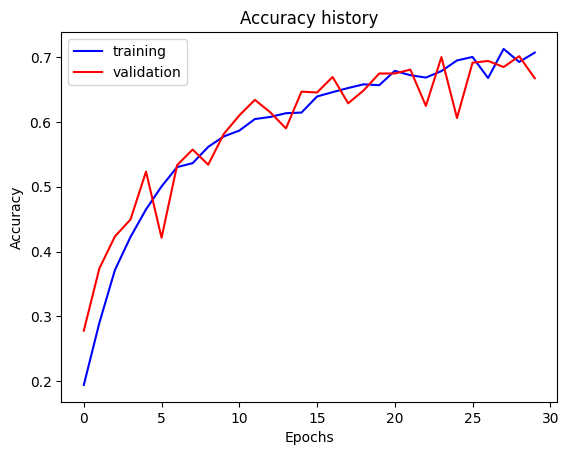 Accuracy history
training
validation
0.7
0.6
0.5
0.4
0.3
0.2
Accuracy
0 5 10 15 20 25 30
Epochs